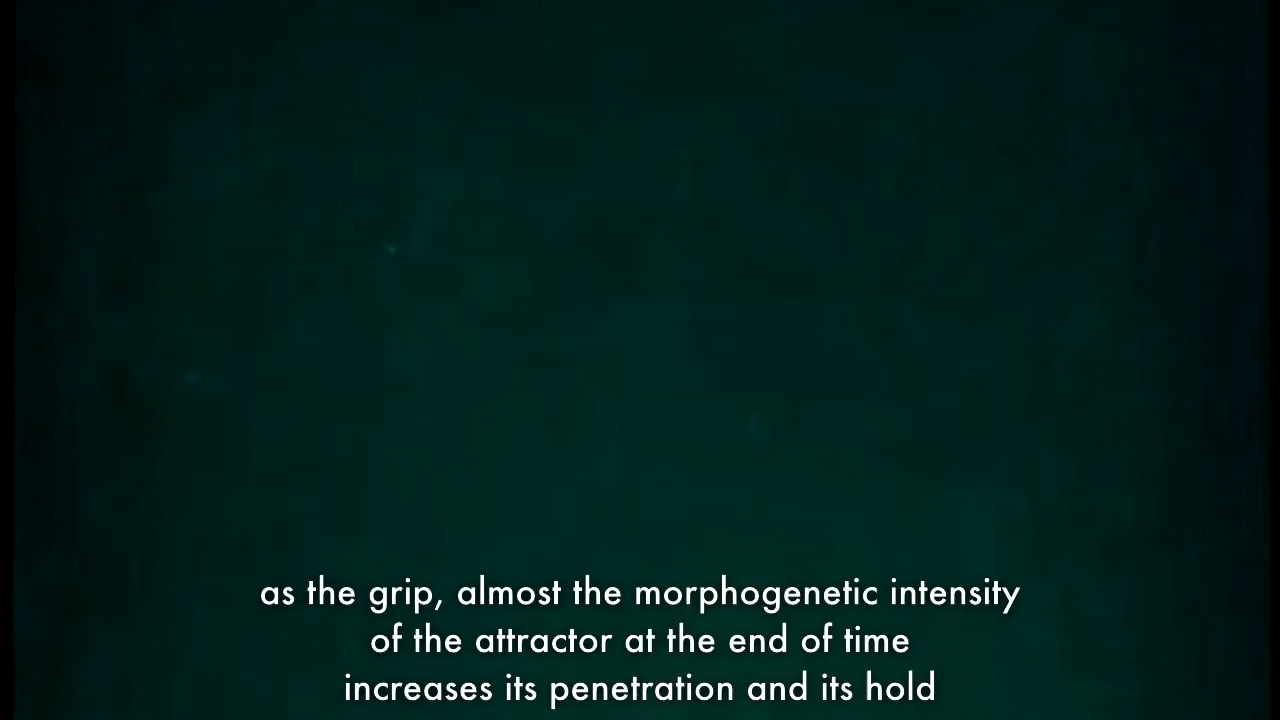 as the grip, almost the morphogenetic intensity
of the attractor at the end of time
increases its penetration and its hold